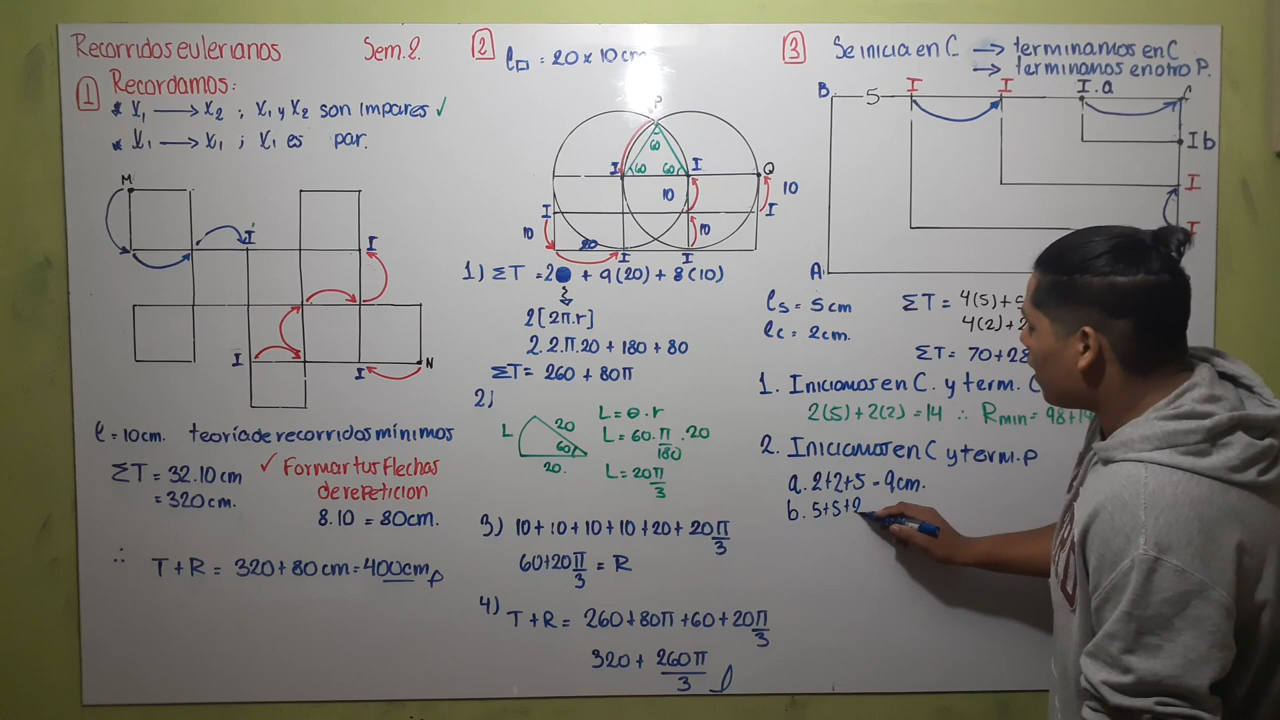 Recorridos eulerianos Sem. 2.
1 Recordamos:
* X₁ → X₂ ; X₁ y X₂ son impares ✓
* X₁ → X₁ ; X₁ es par.
M
I
I
I
I
N
l = 10cm. teoría de recorridos mínimos
ΣT = 32.10 cm
= 320 cm.
✓ Formar tus flechas
de repeticion
8.10 = 80cm.
∴ T + R = 320 + 80 cm = 400cm
2
l▭ = 20 x 10 cm
P
60
60 60
I I Q
10 10
I I
10 20 10
I I
1) ΣT = 2 + 9(20) + 8(10)
2[2π.r]
2.2.π.20 + 180 + 80
ΣT = 260 + 80π
2)
L 20
60
20.
L = θ.r
L = 60.π/180 .20
L = 20π/3
3) 10 + 10 + 10 + 10 + 20 + 20π/3
60 + 20π/3 = R
4) T + R = 260 + 80π + 60 + 20π/3
320 + 260π/3
3 Se inicia en C → terminamos en C
→ terminamos en otro P.
B 5 I I I.a C
I b
I
I
A
ls = 5cm
lc = 2cm.
ΣT = 4(5) +
4(2) + 2
ΣT = 70 + 28
1. Iniciamos en C. y term. C
2(5) + 2(2) = 14 ∴ Rmin = 98 + 14
2. Iniciamos en C y term. P
a. 2+2+5 = 9cm.
b. 5+5+2